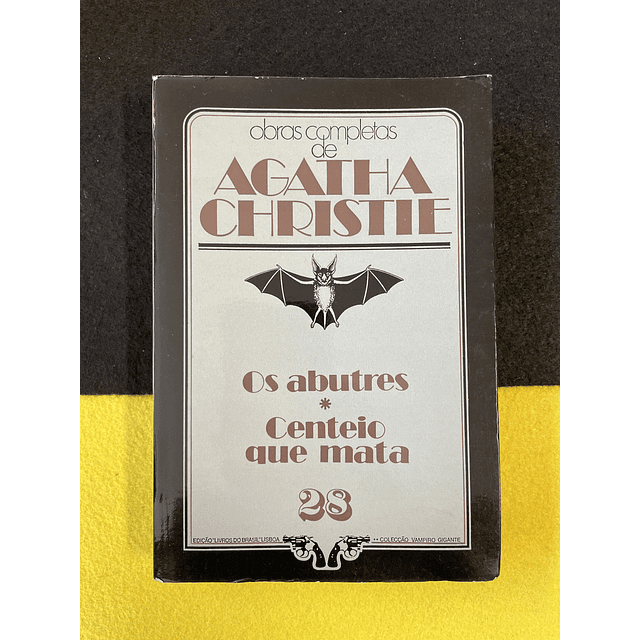 obras completas
de
AGATHA
CHRISTIE
Os abutres
*
Centeio
que mata
28
EDIÇÃO "LIVROS DO BRASIL" LISBOA
** COLECÇÃO VAMPIRO GIGANTE